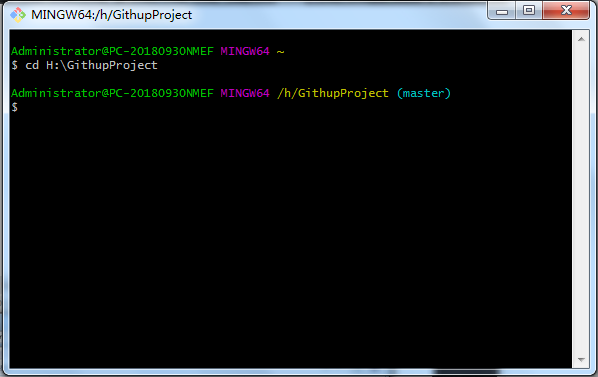 MINGW64:/h/GithupProject
Administrator@PC-20180930NMEF MINGW64 ~
$ cd H:\GithupProject
Administrator@PC-20180930NMEF MINGW64 /h/GithupProject (master)
$